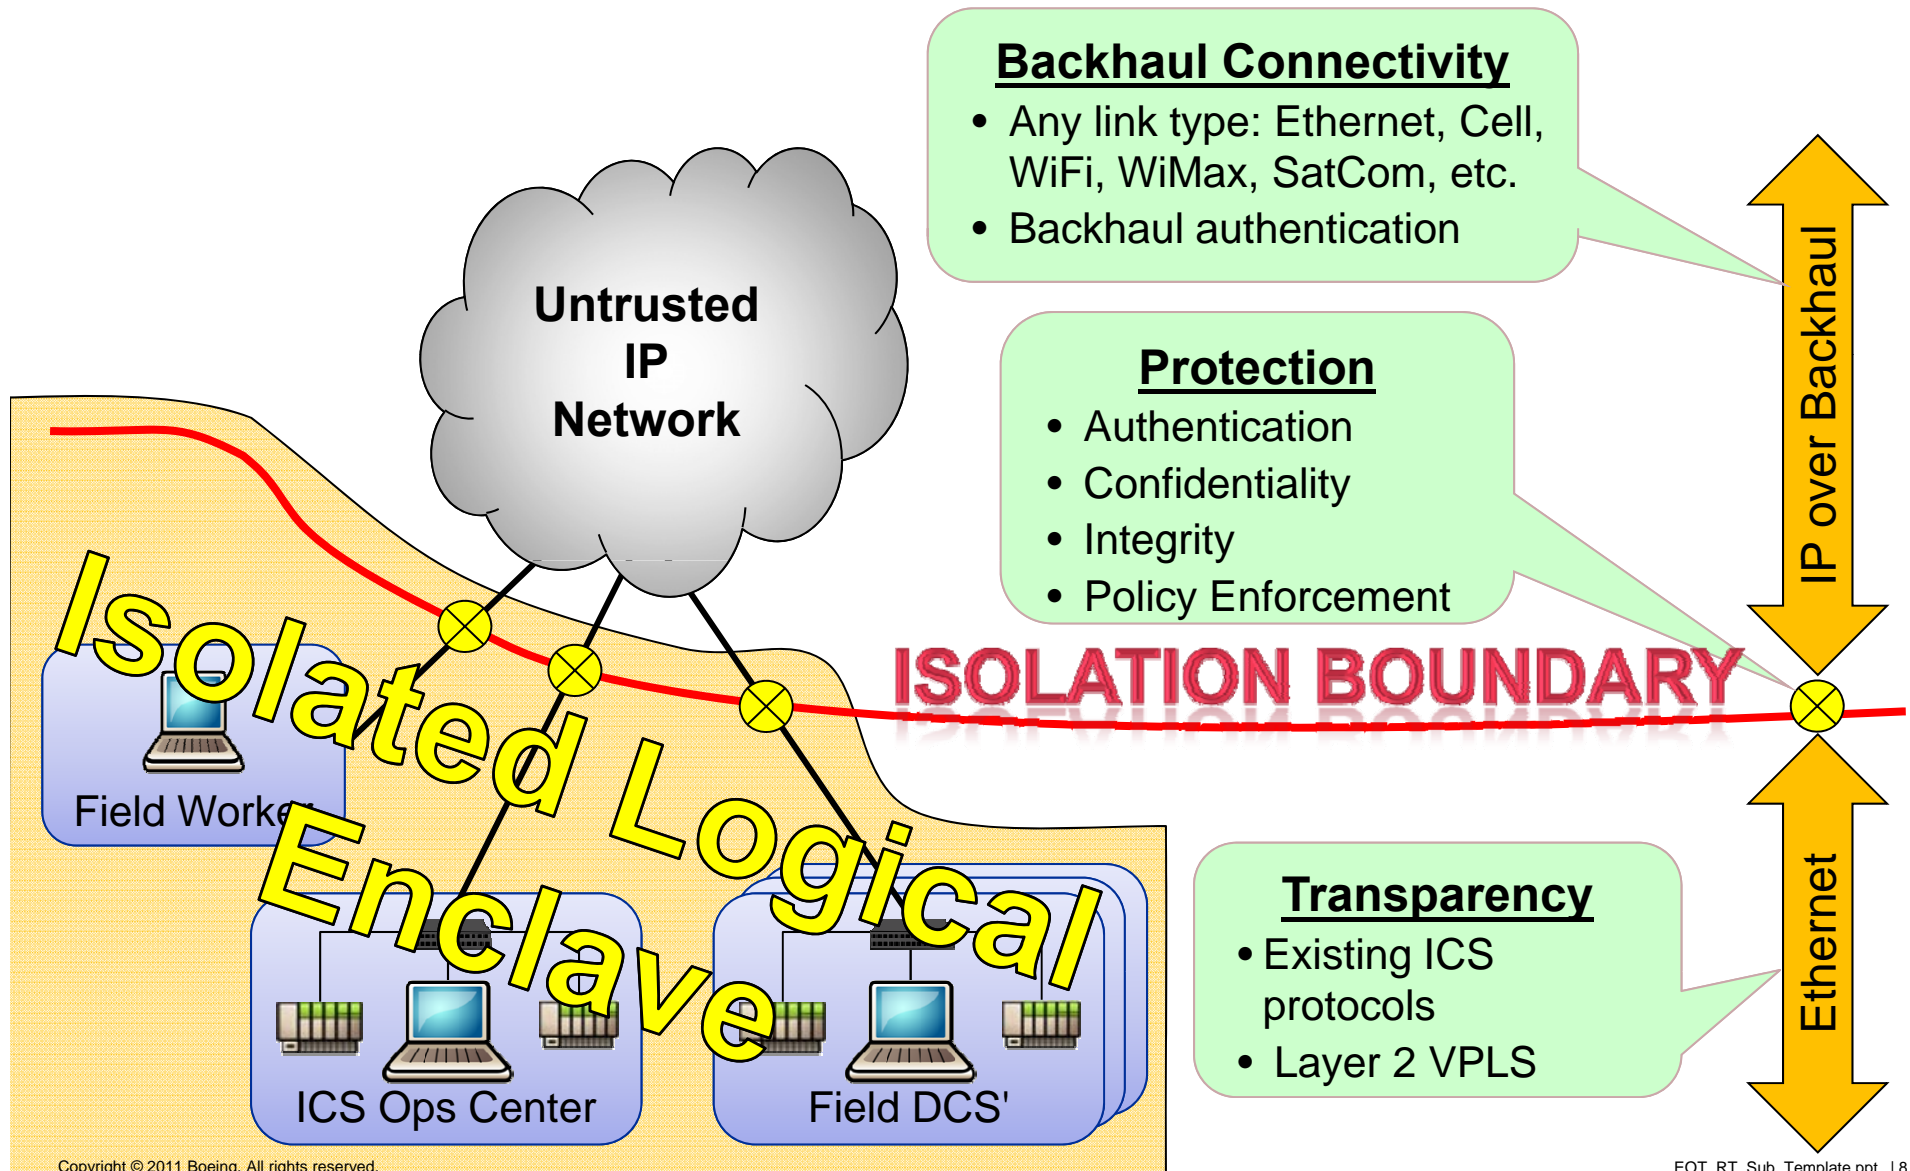 Backhaul Connectivity
• Any link type: Ethernet, Cell,
WiFi, WiMax, SatCom, etc.
• Backhaul authentication
Untrusted
IP
Network
Protection
• Authentication
• Confidentiality
• Integrity
• Policy Enforcement
IP over Backhaul
ISOLATION BOUNDARY
Isolated Logical
Enclave
Field Worker
ICS Ops Center
Field DCS'
Transparency
• Existing ICS
protocols
• Layer 2 VPLS
Ethernet
Copyright © 2011 Boeing. All rights reserved.
EOT_RT_Sub_Template.ppt | 8